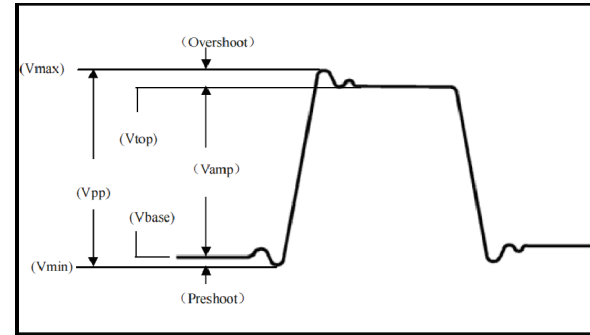 （Overshoot）
(Vmax)
(Vtop)
(Vamp)
(Vpp)
(Vbase)
(Vmin)
（Preshoot）